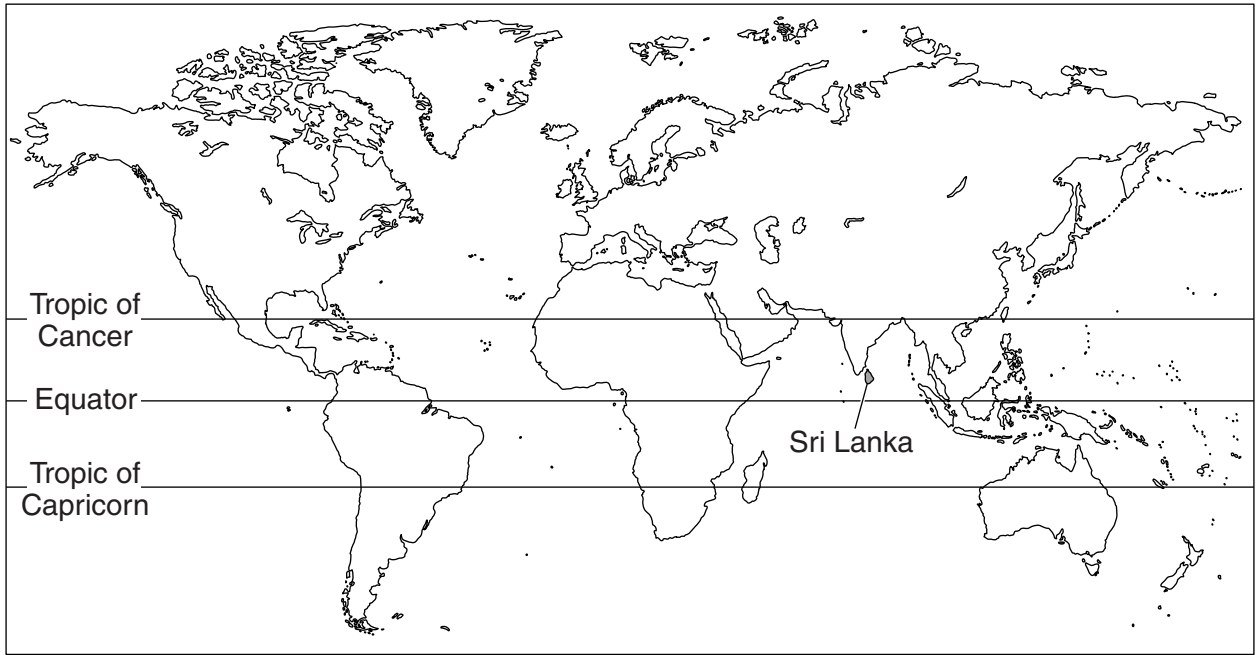 Tropic of
Cancer
Equator
Sri Lanka
Tropic of
Capricorn